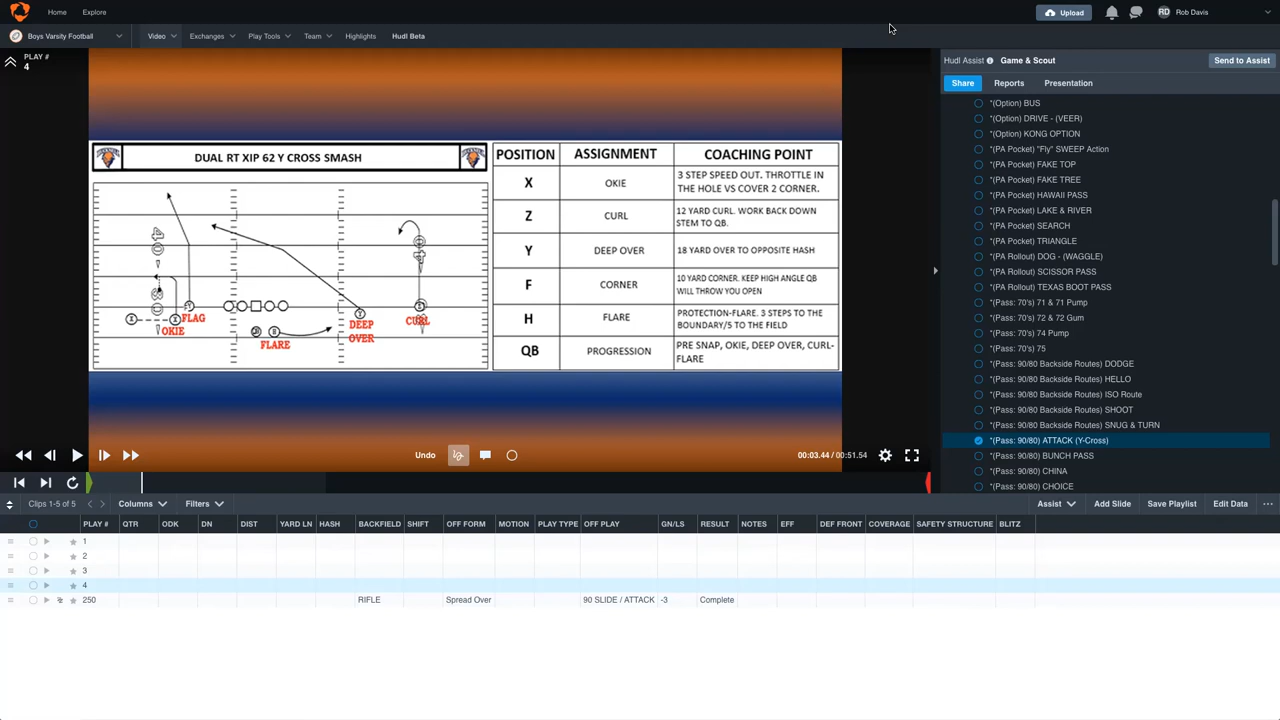 Home
Explore
Upload
RD
Rob Davis
Boys Varsity Football
Video
Exchanges
Play Tools
Team
Highlights
Hudl Beta
PLAY #
4
Hudl Assist
Game & Scout
Send to Assist
Share
Reports
Presentation
*(Option) BUS
*(Option) DRIVE - (VEER)
*(Option) KONG OPTION
*(PA Pocket) "Fly" SWEEP Action
*(PA Pocket) FAKE TOP
*(PA Pocket) FAKE TREE
*(PA Pocket) HAWAII PASS
*(PA Pocket) LAKE & RIVER
*(PA Pocket) SEARCH
*(PA Pocket) TRIANGLE
*(PA Rollout) DOG - (WAGGLE)
*(PA Rollout) SCISSOR PASS
*(PA Rollout) TEXAS BOOT PASS
*(Pass: 70's) 71 & 71 Pump
*(Pass: 70's) 72 & 72 Gum
*(Pass: 70's) 74 Pump
*(Pass: 70's) 75
*(Pass: 90/80 Backside Routes) DODGE
*(Pass: 90/80 Backside Routes) HELLO
*(Pass: 90/80 Backside Routes) ISO Route
*(Pass: 90/80 Backside Routes) SHOOT
*(Pass: 90/80 Backside Routes) SNUG & TURN
*(Pass: 90/80) ATTACK (Y-Cross)
*(Pass: 90/80) BUNCH PASS
*(Pass: 90/80) CHINA
*(Pass: 90/80) CHOICE
DUAL RT XIP 62 Y CROSS SMASH
FLAG
OKIE
FLARE
DEEP
OVER
CURL
POSITION ASSIGNMENT COACHING POINT
X OKIE 3 STEP SPEED OUT. THROTTLE IN
THE HOLE VS COVER 2 CORNER.
Z CURL 12 YARD CURL. WORK BACK DOWN
STEM TO QB.
Y DEEP OVER 18 YARD OVER TO OPPOSITE HASH
F CORNER 10 YARD CORNER. KEEP HIGH ANGLE QB
WILL THROW YOU OPEN
H FLARE PROTECTION-FLARE. 3 STEPS TO THE
BOUNDARY/5 TO THE FIELD
QB PROGRESSION PRE SNAP, OKIE, DEEP OVER, CURL-
FLARE
Undo
00:03.44 / 00:51.54
Clips 1-5 of 5
Columns
Filters
Assist
Add Slide
Save Playlist
Edit Data
PLAY # QTR ODK DN DIST YARD LN HASH BACKFIELD SHIFT OFF FORM MOTION PLAY TYPE OFF PLAY GN/LS RESULT NOTES EFF DEF FRONT COVERAGE SAFETY STRUCTURE BLITZ
1
2
3
4
250 RIFLE Spread Over 90 SLIDE / ATTACK -3 Complete